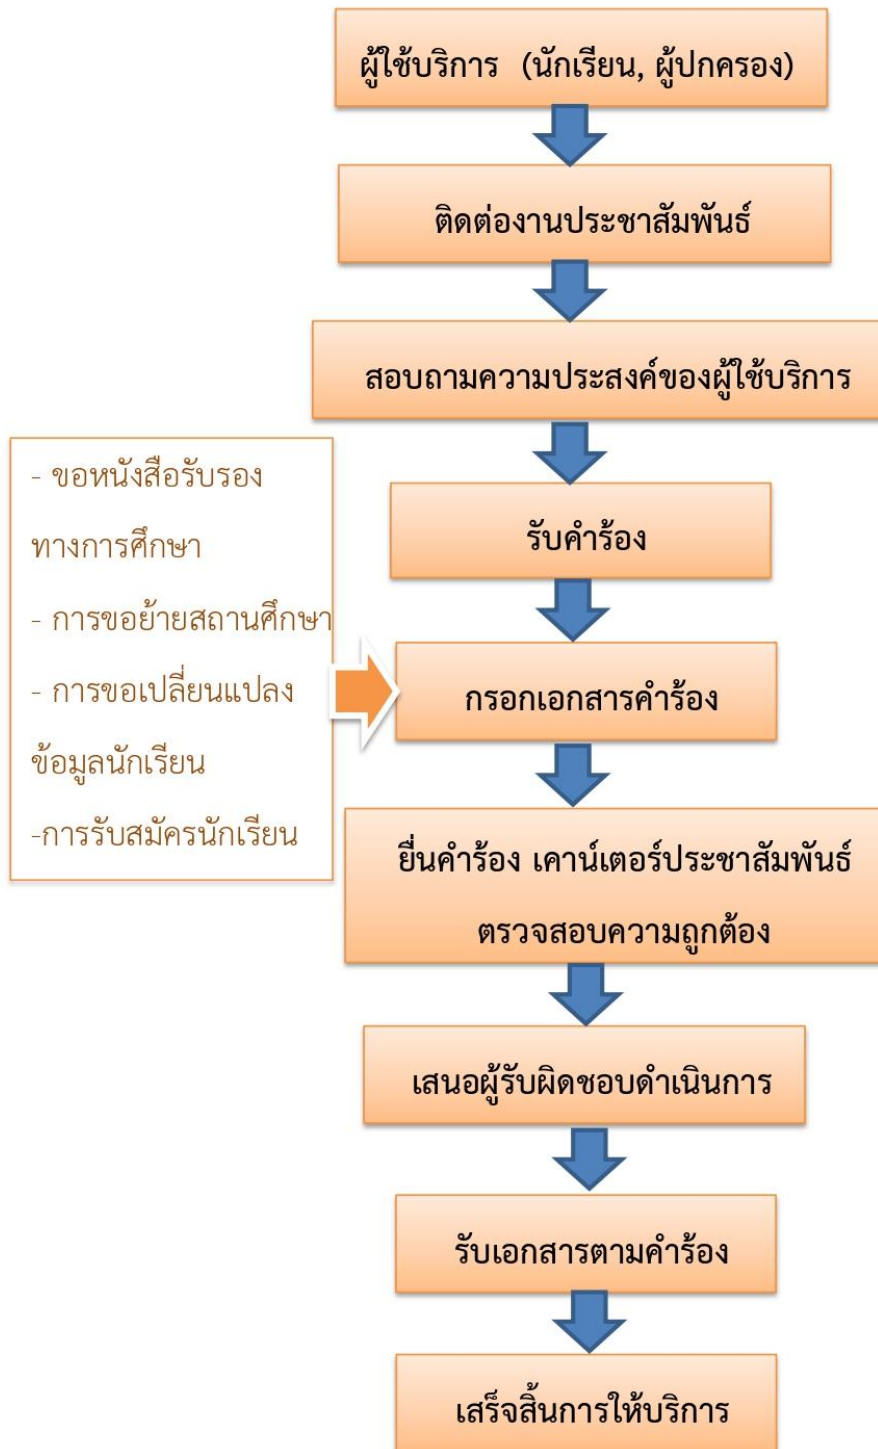 ผู้ใช้บริการ (นักเรียน, ผู้ปกครอง)
ติดต่องานประชาสัมพันธ์
สอบถามความประสงค์ของผู้ใช้บริการ
รับคำร้อง
- ขอหนังสือรับรอง
ทางการศึกษา
- การขอย้ายสถานศึกษา
- การขอเปลี่ยนแปลง
ข้อมูลนักเรียน
-การรับสมัครนักเรียน
กรอกเอกสารคำร้อง
ยื่นคำร้อง เคาน์เตอร์ประชาสัมพันธ์
ตรวจสอบความถูกต้อง
เสนอผู้รับผิดชอบดำเนินการ
รับเอกสารตามคำร้อง
เสร็จสิ้นการให้บริการ